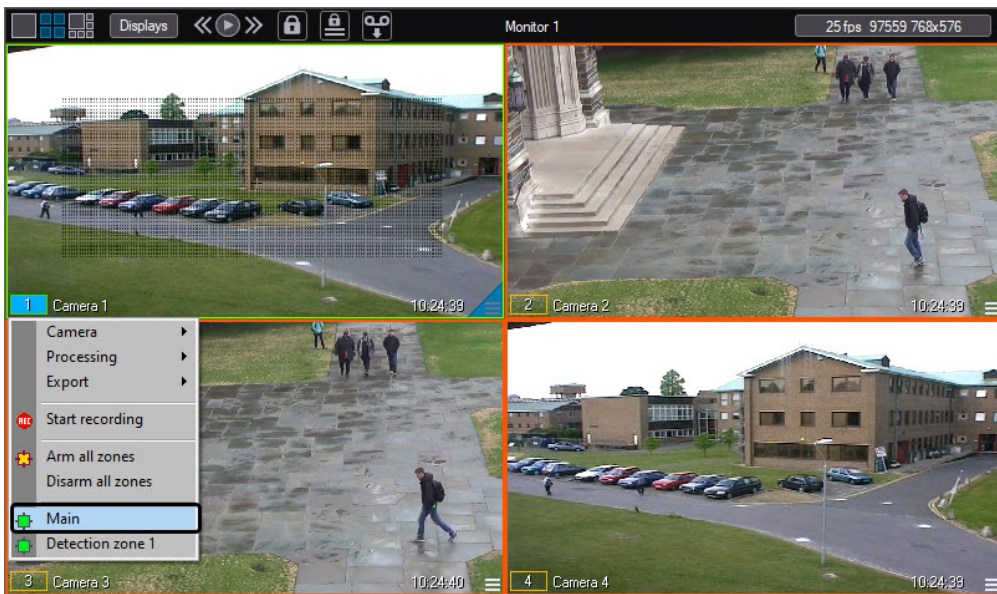 Displays
Monitor 1
25 fps 97559 768x576
1 Camera 1 10:24:39
2 Camera 2 10:24:39
Camera
Processing
Export
REC Start recording
Arm all zones
Disarm all zones
Main
Detection zone 1
3 Camera 3 10:24:40
4 Camera 4 10:24:39